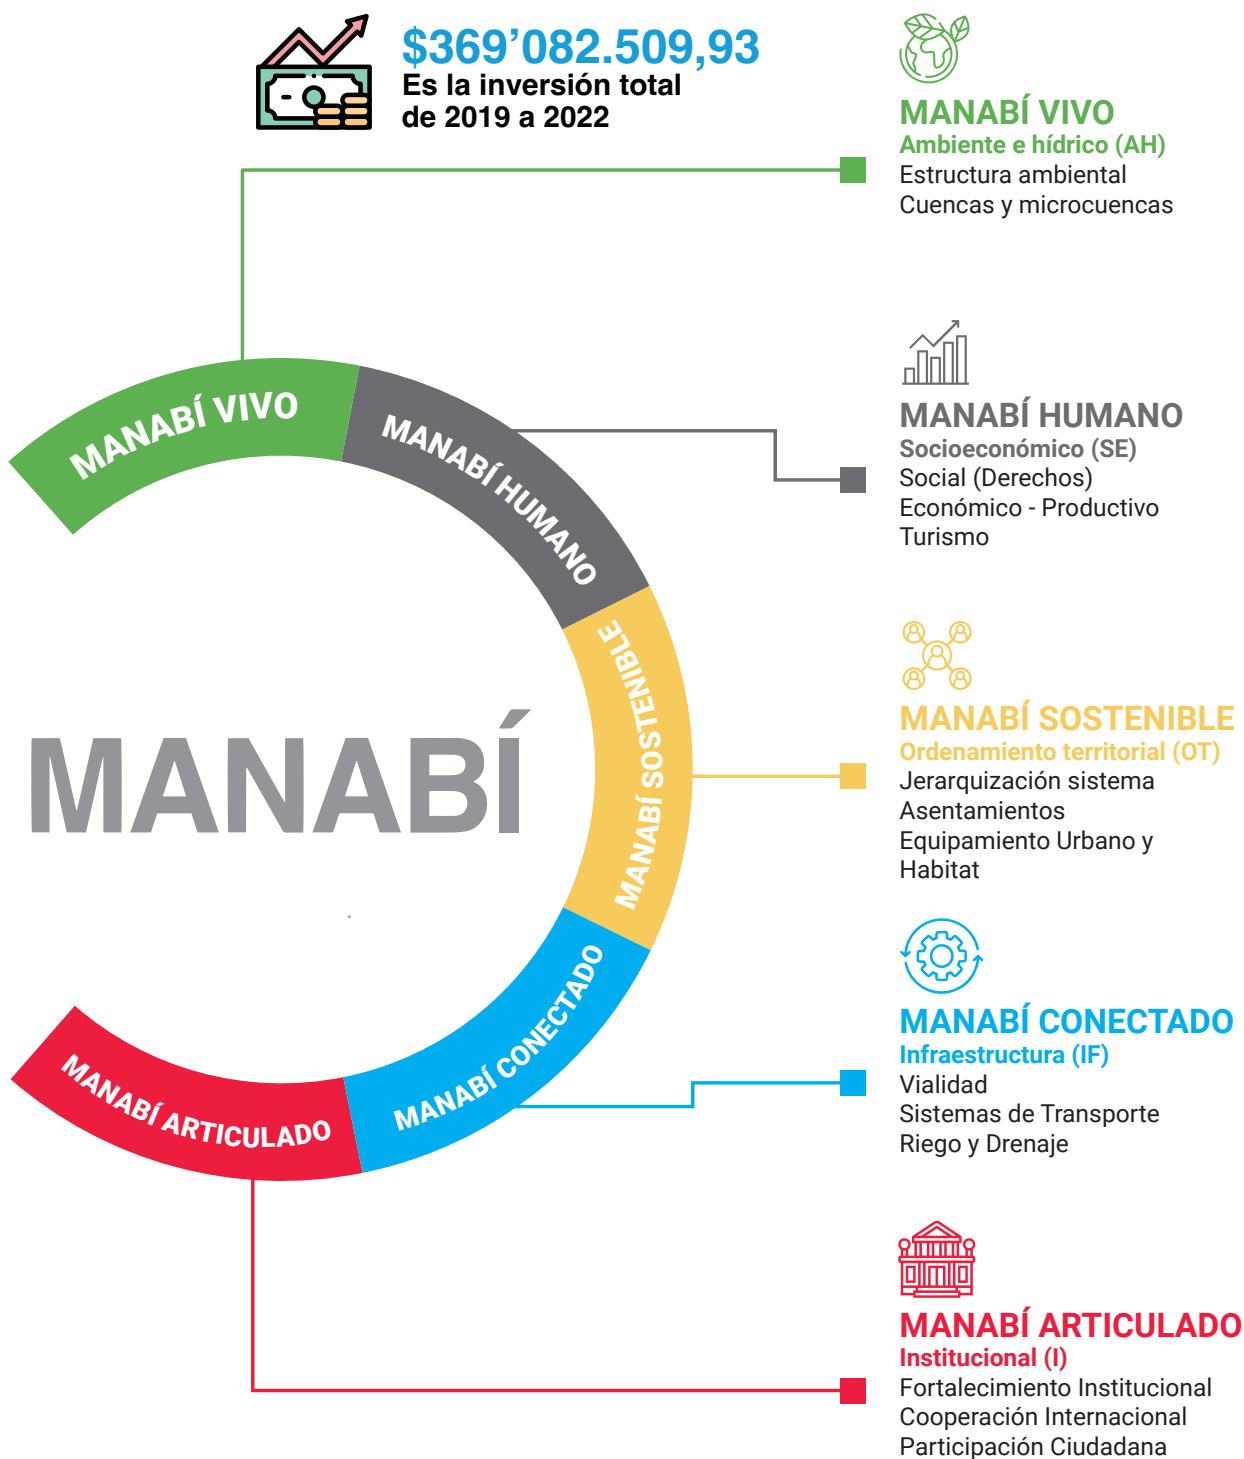 $369’082.509,93
Es la inversión total
de 2019 a 2022
MANABÍ VIVO
Ambiente e hídrico (AH)
Estructura ambiental
Cuencas y microcuencas
MANABÍ HUMANO
Socioeconómico (SE)
Social (Derechos)
Económico - Productivo
Turismo
MANABÍ SOSTENIBLE
Ordenamiento territorial (OT)
Jerarquización sistema
Asentamientos
Equipamiento Urbano y
Habitat
MANABÍ CONECTADO
Infraestructura (IF)
Vialidad
Sistemas de Transporte
Riego y Drenaje
MANABÍ ARTICULADO
Institucional (I)
Fortalecimiento Institucional
Cooperación Internacional
Participación Ciudadana
MANABÍ VIVO
MANABÍ HUMANO
MANABÍ SOSTENIBLE
MANABÍ CONECTADO
MANABÍ ARTICULADO
MANABÍ